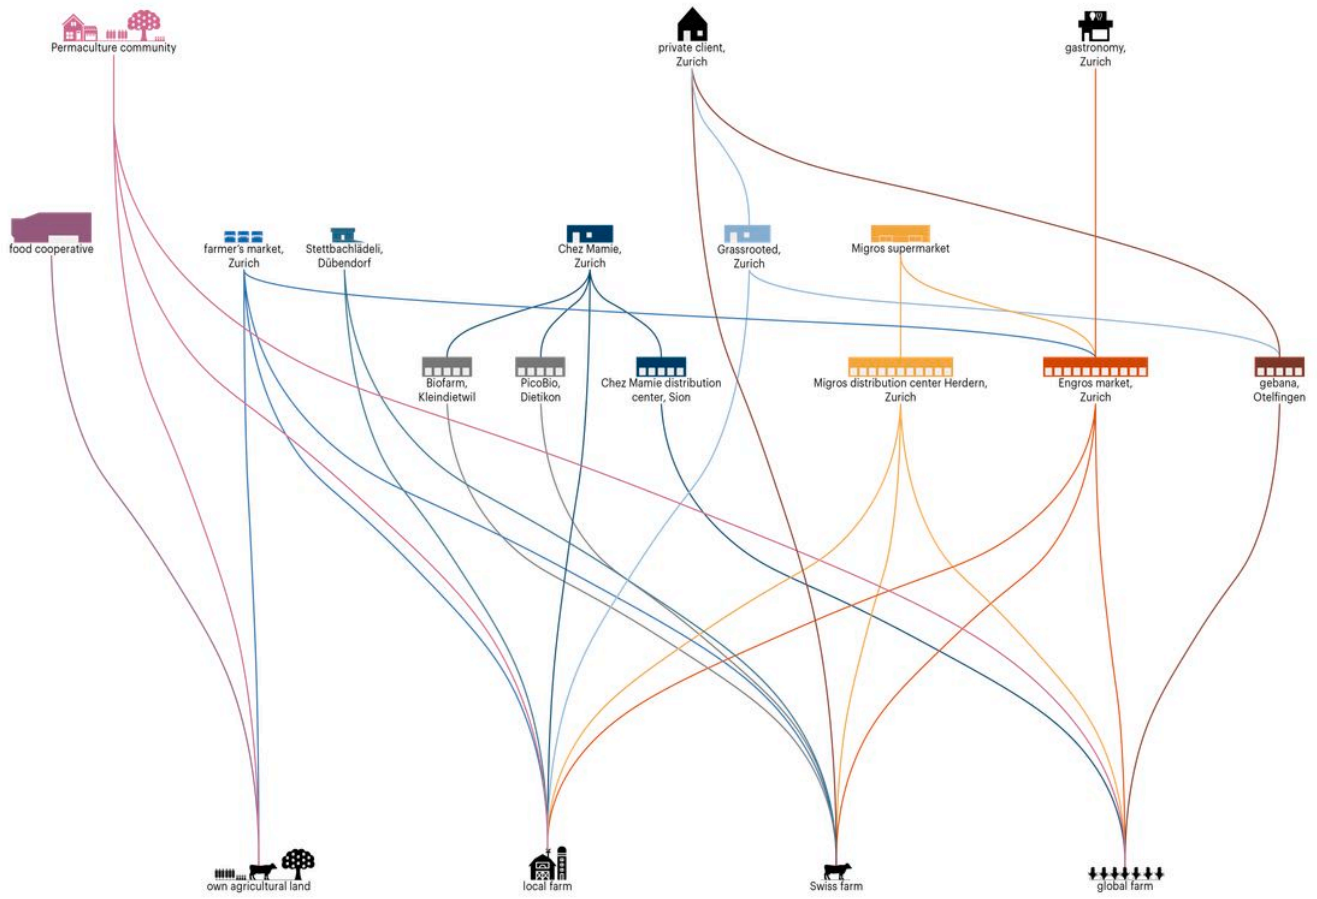 Permaculture community
private client,
Zurich
gastronomy,
Zurich
food cooperative
farmer's market,
Zurich
Stettbachlädeli,
Dübendorf
Chez Mamie,
Zurich
Grassrooted,
Zurich
Migros supermarket
Biofarm,
Kleindietwil
PicoBio,
Dietikon
Chez Mamie distribution
center, Sion
Migros distribution center Herdern,
Zurich
Engros market,
Zurich
gebana,
Otelfingen
own agricultural land
local farm
Swiss farm
global farm